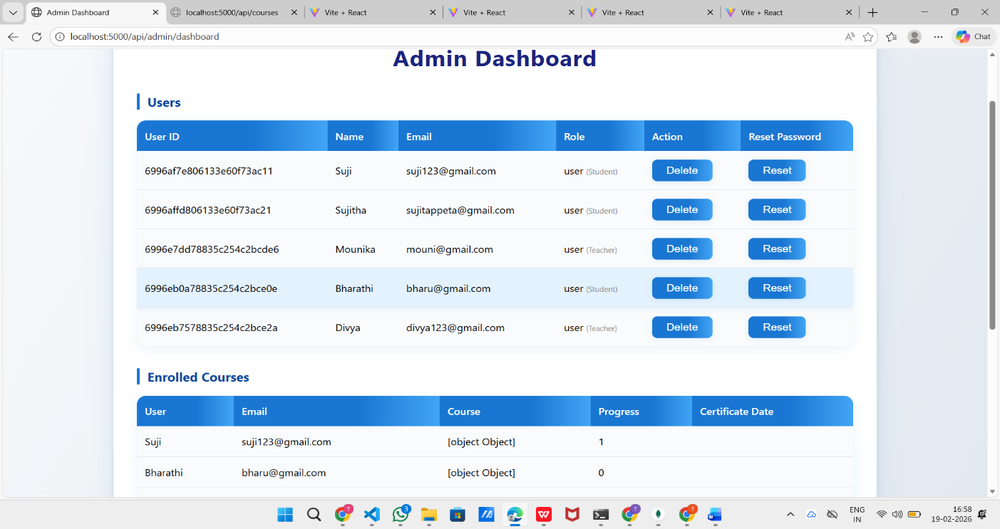 Admin Dashboard
localhost:5000/api/courses
Vite + React
Vite + React
Vite + React
Vite + React
localhost:5000/api/admin/dashboard
Chat
Admin Dashboard
Users
User ID Name Email Role Action Reset Password
6996af7e806133e60f73ac11 Suji suji123@gmail.com user (Student) Delete Reset
6996affd806133e60f73ac21 Sujitha sujitappeta@gmail.com user (Student) Delete Reset
6996e7dd78835c254c2bcde6 Mounika mouni@gmail.com user (Teacher) Delete Reset
6996eb0a78835c254c2bce0e Bharathi bharu@gmail.com user (Student) Delete Reset
6996eb7578835c254c2bce2a Divya divya123@gmail.com user (Teacher) Delete Reset
Enrolled Courses
User Email Course Progress Certificate Date
Suji suji123@gmail.com [object Object] 1
Bharathi bharu@gmail.com [object Object] 0
T
3
T
T
ENG
IN
16:58
19-02-2026